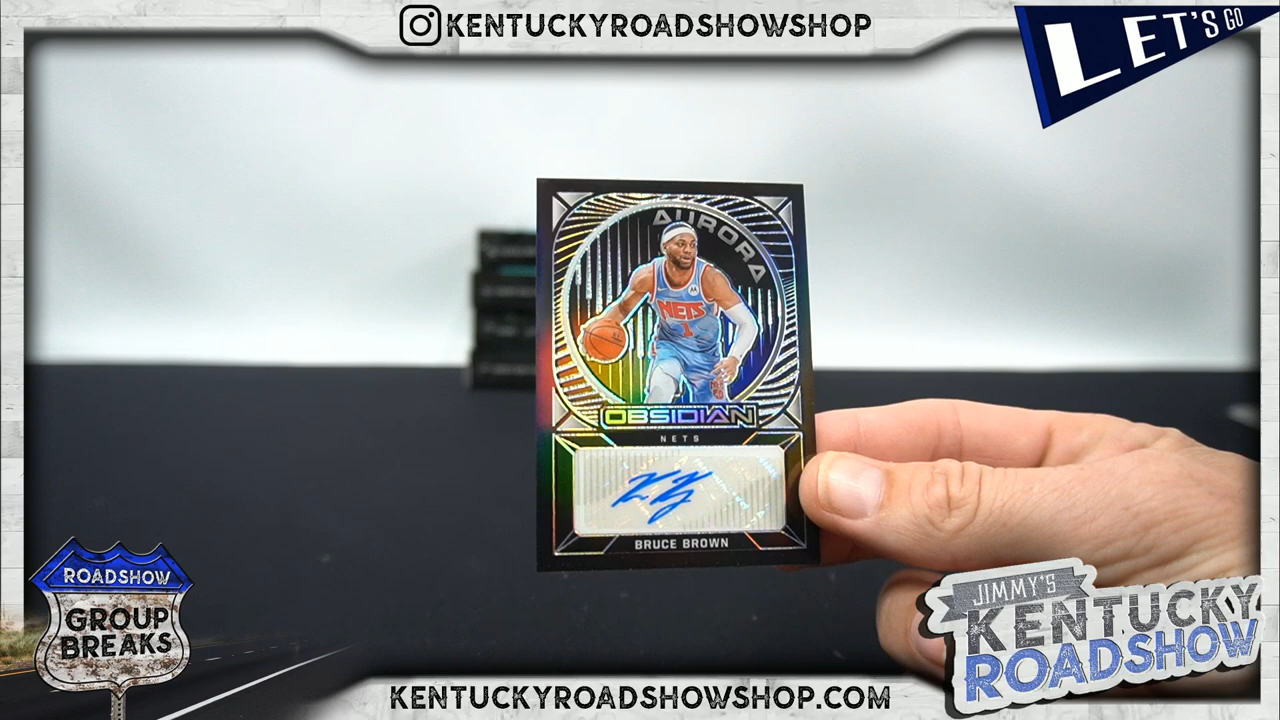 KENTUCKYROADSHOWSHOP
LET'S GO
AURORA
NETS
1
OBSIDIAN
NETS
BRUCE BROWN
ROADSHOW
GROUP
BREAKS
JIMMY'S
KENTUCKY
ROADSHOW
KENTUCKYROADSHOWSHOP.COM